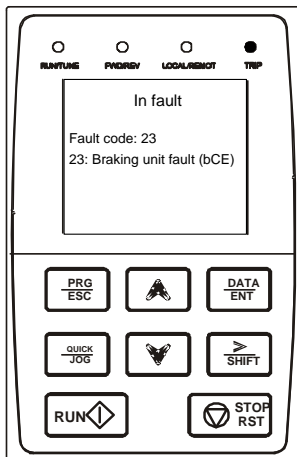 RUN/TUNE FWD/REV LOCAL/REMOT TRIP
In fault
Fault code: 23
23: Braking unit fault (bCE)
PRG
ESC
DATA
ENT
QUICK
JOG
>
SHIFT
RUN
STOP
RST